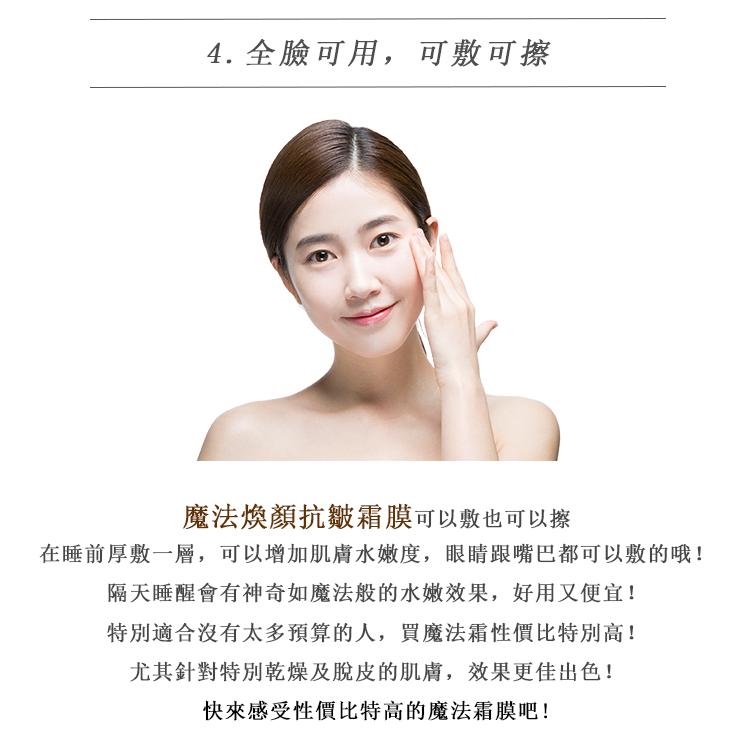 4. 全臉可用，可敷可擦
魔法煥顏抗皺霜膜可以敷也可以擦
在睡前厚敷一層，可以增加肌膚水嫩度，眼睛跟嘴巴都可以敷的哦！
隔天睡醒會有神奇如魔法般的水嫩效果，好用又便宜！
特別適合沒有太多預算的人，買魔法霜性價比特別高！
尤其針對特別乾燥及脫皮的肌膚，效果更佳出色！
快來感受性價比特高的魔法霜膜吧！